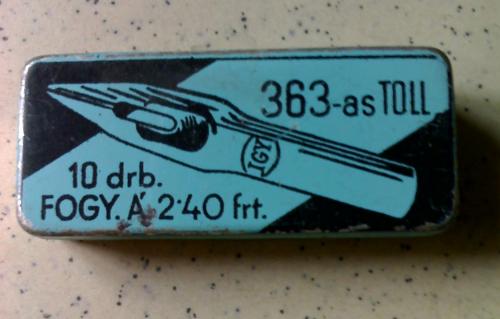 363-as TOLL
IGY
10 drb.
FOGY. Á 2·40 frt.